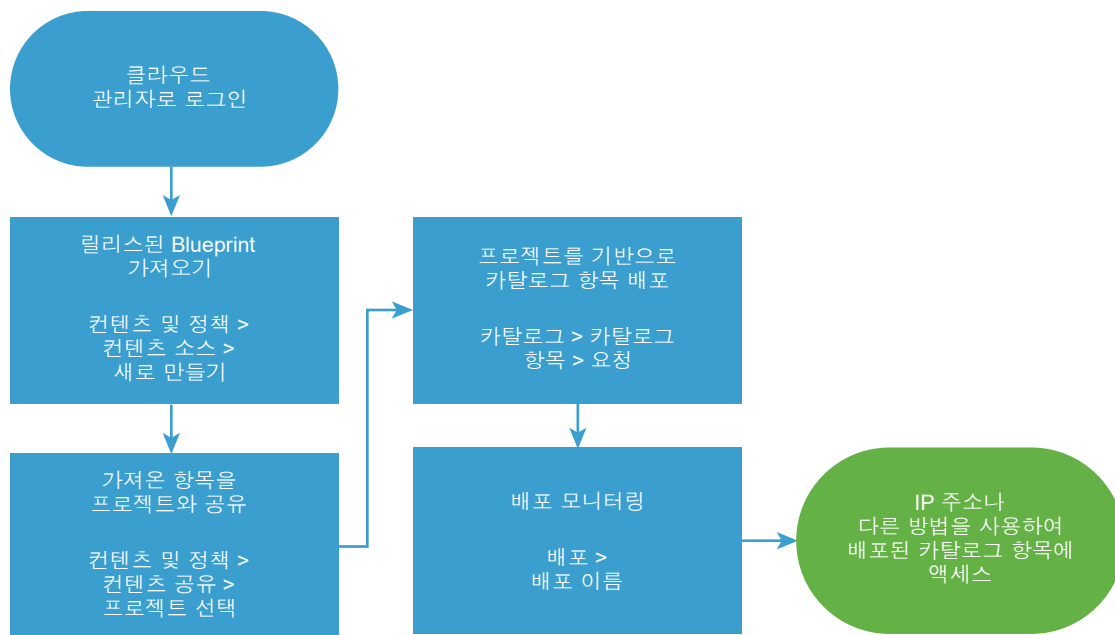 클라우드
관리자로 로그인
릴리스된 Blueprint
가져오기
컨텐츠 및 정책 >
컨텐츠 소스 >
새로 만들기
가져온 항목을
프로젝트와 공유
컨텐츠 및 정책 >
컨텐츠 공유 >
프로젝트 선택
프로젝트를 기반으로
카탈로그 항목 배포
카탈로그 > 카탈로그
항목 > 요청
배포 모니터링
배포 >
배포 이름
IP 주소나
다른 방법을 사용하여
배포된 카탈로그 항목에
액세스